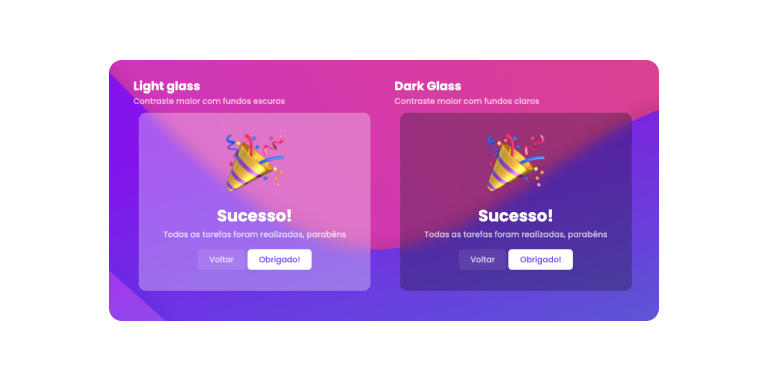 Light glass
Contraste maior com fundos escuros
Sucesso!
Todas as tarefas foram realizadas, parabéns
Voltar
Obrigado!
Dark Glass
Contraste maior com fundos claros
Sucesso!
Todas as tarefas foram realizadas, parabéns
Voltar
Obrigado!